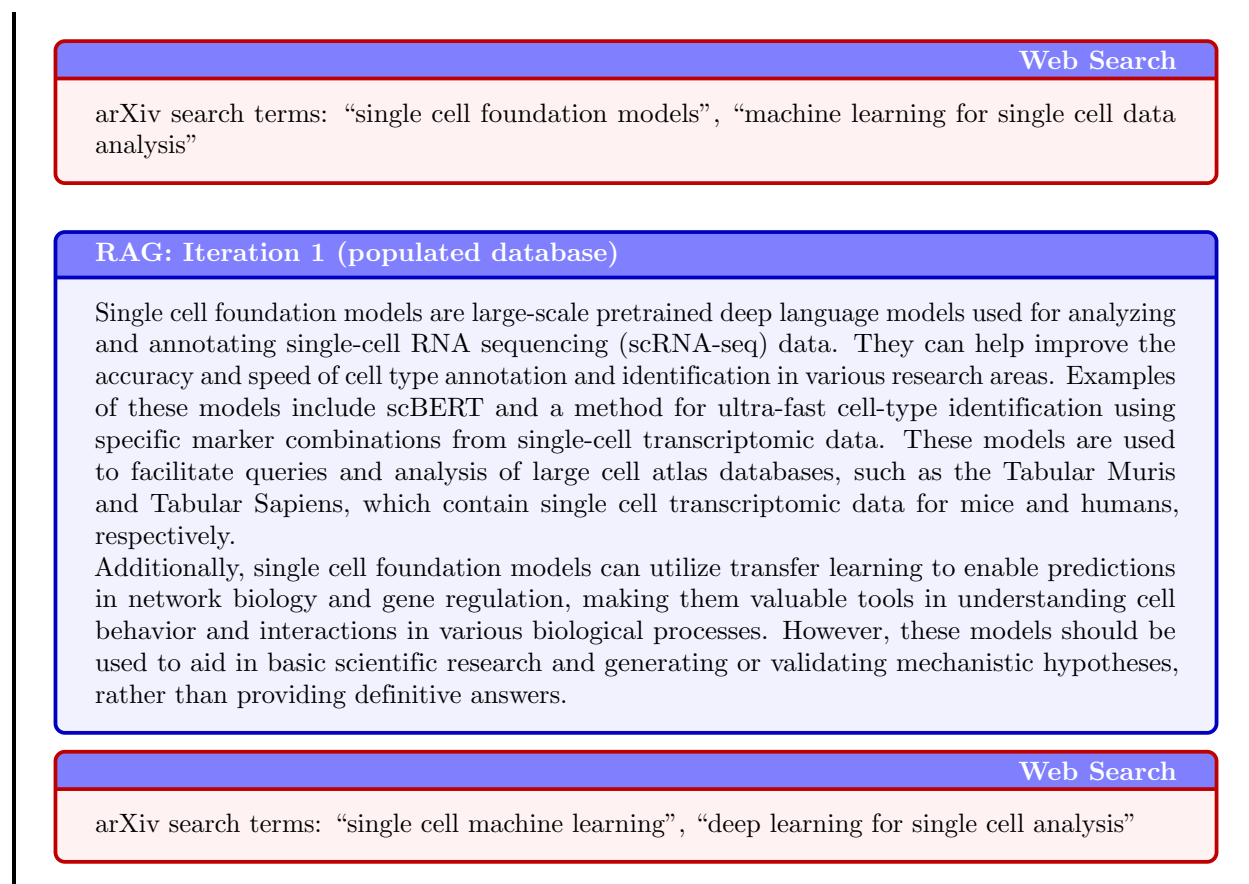 Web Search
arXiv search terms: “single cell foundation models”, “machine learning for single cell data
analysis”
RAG: Iteration 1 (populated database)
Single cell foundation models are large-scale pretrained deep language models used for analyzing
and annotating single-cell RNA sequencing (scRNA-seq) data. They can help improve the
accuracy and speed of cell type annotation and identification in various research areas. Examples
of these models include scBERT and a method for ultra-fast cell-type identification using
specific marker combinations from single-cell transcriptomic data. These models are used
to facilitate queries and analysis of large cell atlas databases, such as the Tabular Muris
and Tabular Sapiens, which contain single cell transcriptomic data for mice and humans,
respectively.
Additionally, single cell foundation models can utilize transfer learning to enable predictions
in network biology and gene regulation, making them valuable tools in understanding cell
behavior and interactions in various biological processes. However, these models should be
used to aid in basic scientific research and generating or validating mechanistic hypotheses,
rather than providing definitive answers.
Web Search
arXiv search terms: “single cell machine learning”, “deep learning for single cell analysis”